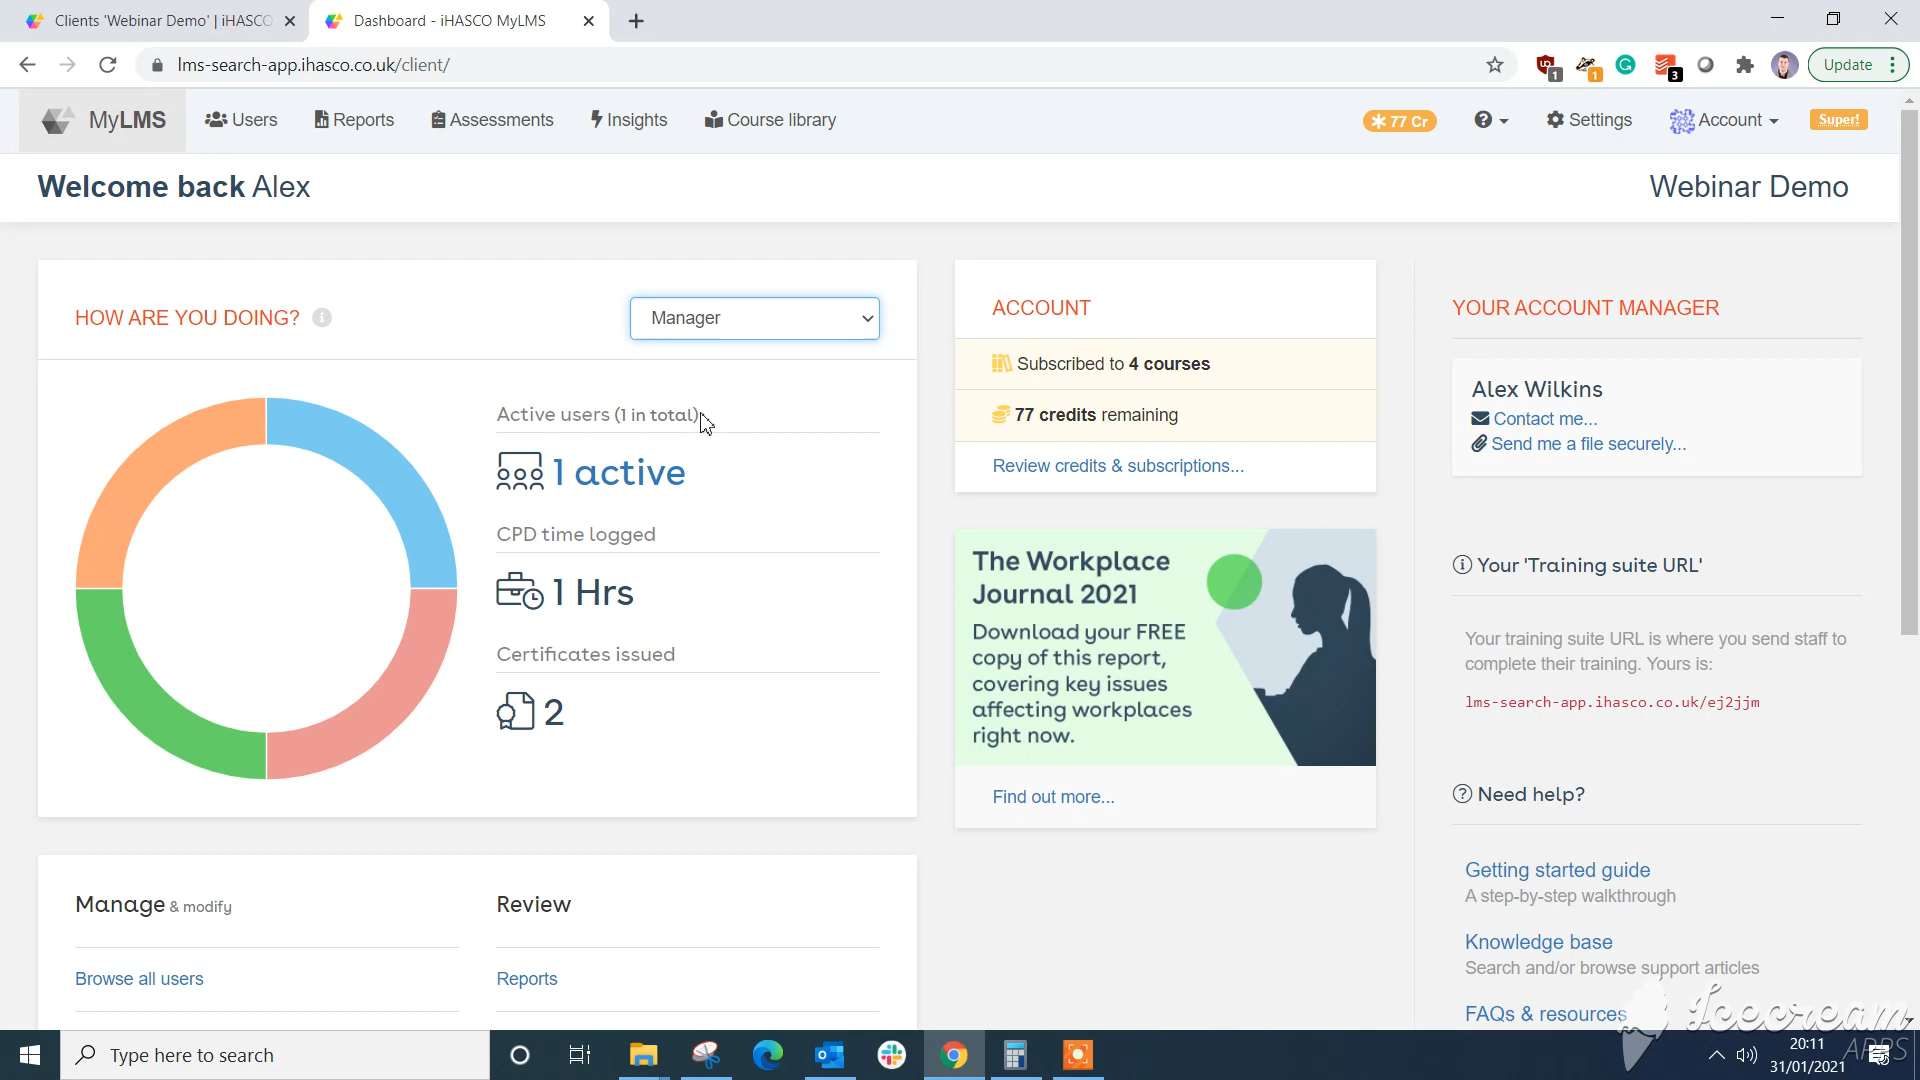 Clients 'Webinar Demo' | iHASCO
Dashboard - iHASCO MyLMS
lms-search-app.ihasco.co.uk/client/
1
1
3
Update
MyLMS
Users
Reports
Assessments
Insights
Course library
77 Cr
Settings
Account
Super!
Welcome back Alex
Webinar Demo
HOW ARE YOU DOING?
Manager
Active users (1 in total)
1 active
CPD time logged
1 Hrs
Certificates issued
2
ACCOUNT
Subscribed to 4 courses
77 credits remaining
Review credits & subscriptions...
The Workplace
Journal 2021
Download your FREE
copy of this report,
covering key issues
affecting workplaces
right now.
Find out more...
YOUR ACCOUNT MANAGER
Alex Wilkins
Contact me...
Send me a file securely...
Your 'Training suite URL'
Your training suite URL is where you send staff to
complete their training. Yours is:
lms-search-app.ihasco.co.uk/ej2jjm
Need help?
Getting started guide
A step-by-step walkthrough
Knowledge base
Search and/or browse support articles
FAQs & resources
Manage & modify
Browse all users
Review
Reports
Icecream
APPS
Type here to search
20:11
31/01/2021